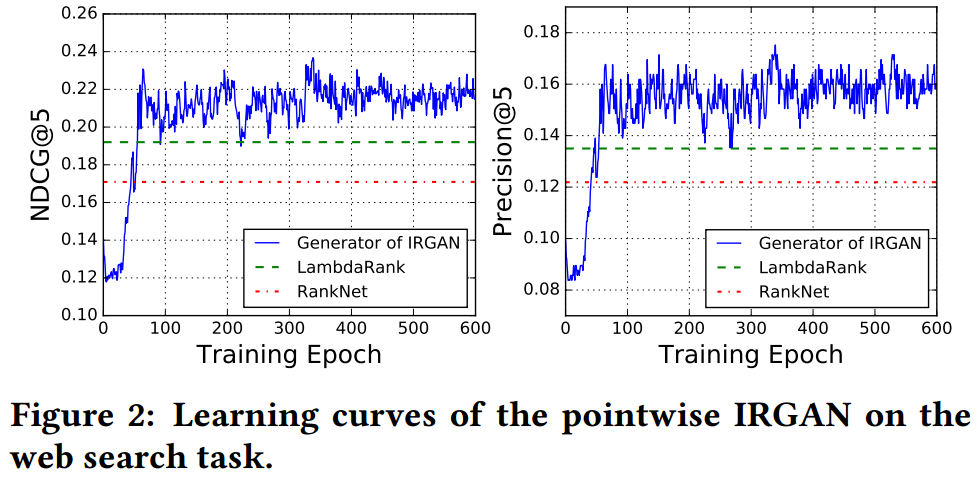 0.26
0.24
0.22
0.20
0.18
0.16
0.14
0.12
0.10
NDCG@5
0 100 200 300 400 500 600
Training Epoch
Generator of IRGAN
LambdaRank
RankNet
0.18
0.16
0.14
0.12
0.10
0.08
Precision@5
0 100 200 300 400 500 600
Training Epoch
Generator of IRGAN
LambdaRank
RankNet
Figure 2: Learning curves of the pointwise IRGAN on the
web search task.